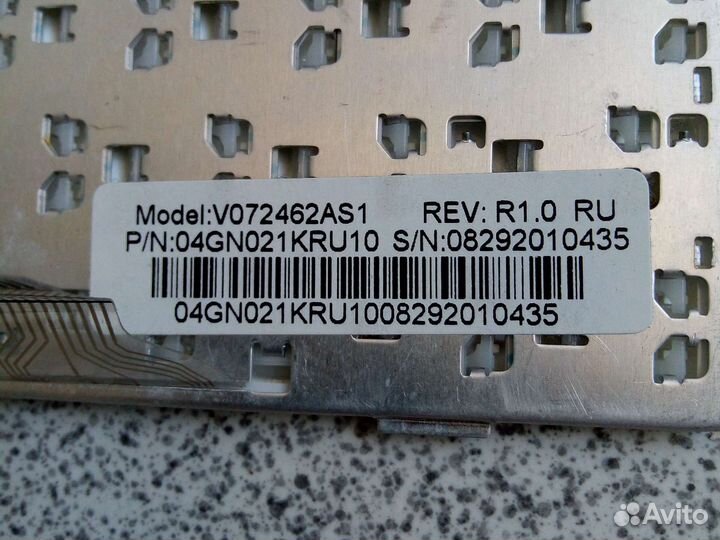 Model:V072462AS1 REV: R1.0 RU
P/N:04GN021KRU10 S/N:08292010435
04GN021KRU1008292010435
Avito